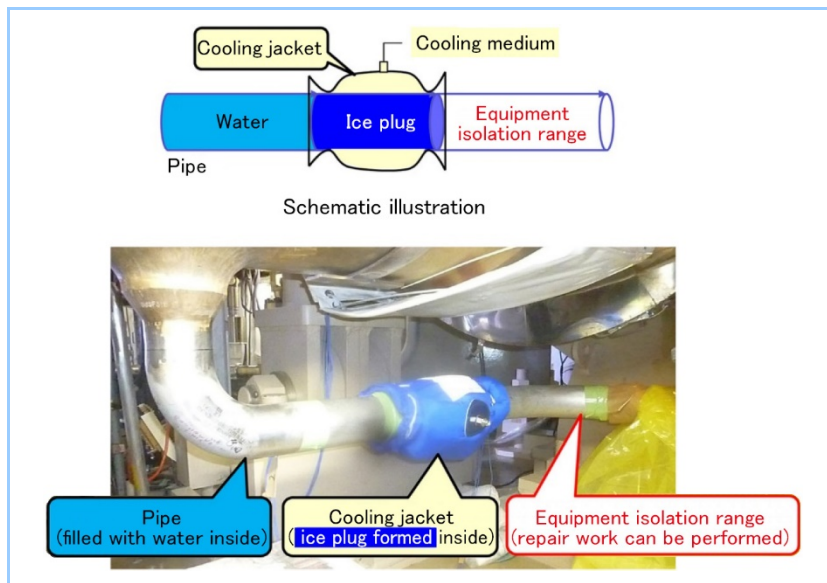 Cooling jacket
Cooling medium
Water
Ice plug
Equipment
isolation range
Pipe
Schematic illustration
Pipe
(filled with water inside)
Cooling jacket
(ice plug formed inside)
Equipment isolation range
(repair work can be performed)